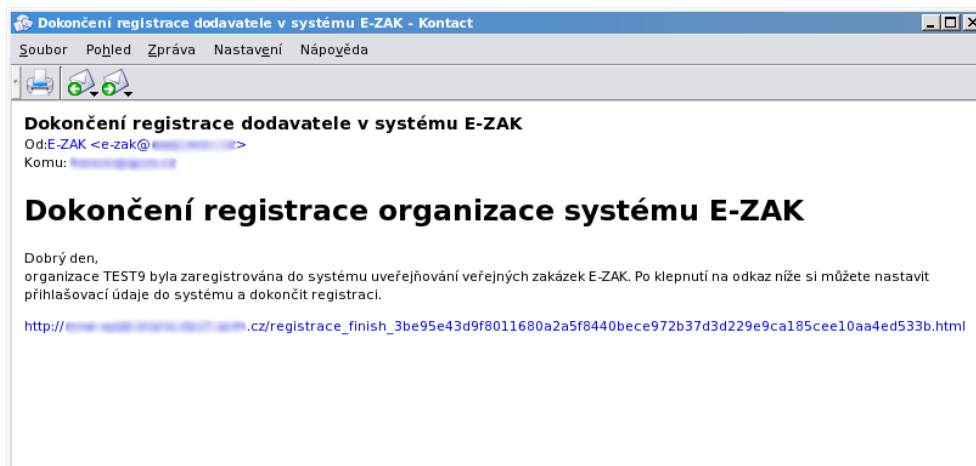 Dokončení registrace dodavatele v systému E-ZAK - Kontact
Soubor Pohled Zpráva Nastavení Nápověda
Dokončení registrace dodavatele v systému E-ZAK
Od:E-ZAK <e-zak@ >
Komu:
Dokončení registrace organizace systému E-ZAK
Dobrý den,
organizace TEST9 byla zaregistrována do systému uveřejňování veřejných zakázek E-ZAK. Po klepnutí na odkaz níže si můžete nastavit
přihlašovací údaje do systému a dokončit registraci.
http:// .cz/registrace_finish_3be95e43d9f8011680a2a5f8440bece972b37d3d229e9ca185cee10aa4ed533b.html